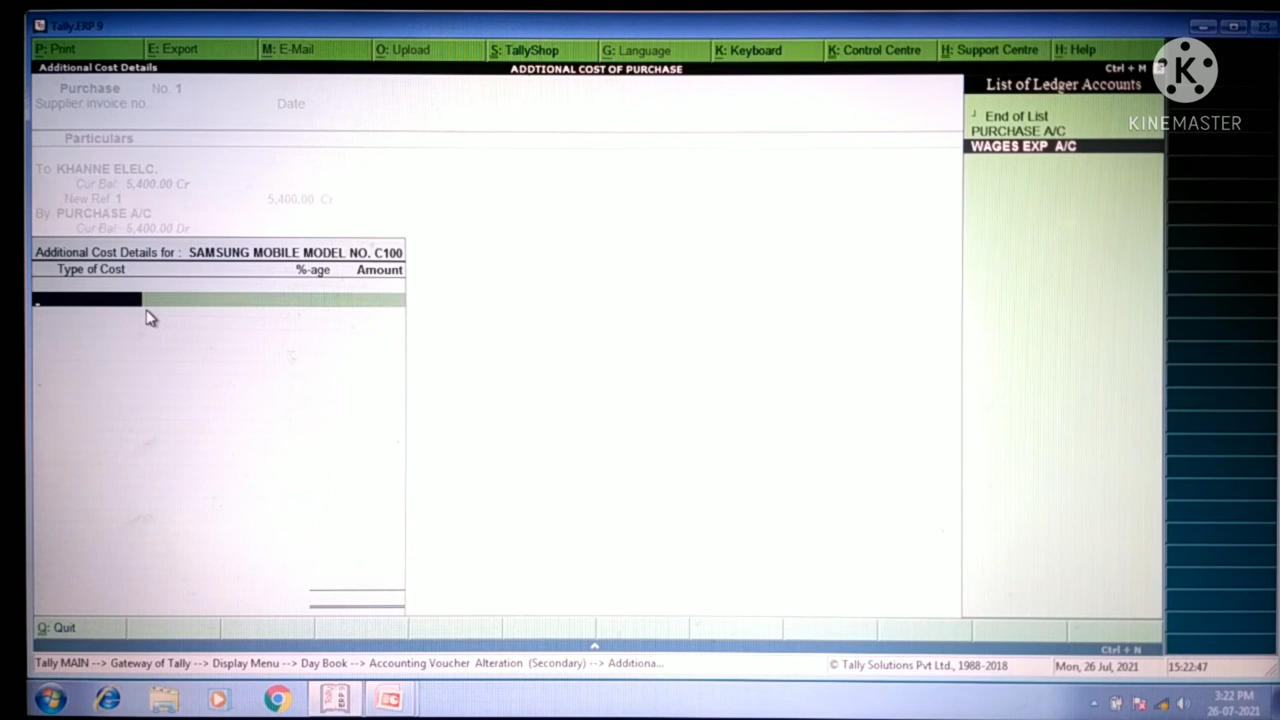 Tally.ERP 9
P: Print E: Export M: E-Mail O: Upload S: TallyShop G: Language K: Keyboard K: Control Centre H: Support Centre H: Help
Additional Cost Details ADDTIONAL COST OF PURCHASE Ctrl + M
Purchase No. 1
Supplier invoice no. Date
Particulars
To KHANNE ELELC.
Cur Bal: 5,400.00 Cr
New Ref 1 5,400.00 Cr
By PURCHASE A/C
Cur Bal: 5,400.00 Dr
Additional Cost Details for : SAMSUNG MOBILE MODEL NO. C100
Type of Cost %-age Amount
List of Ledger Accounts
End of List
PURCHASE A/C
WAGES EXP A/C
K
KINEMASTER
Q: Quit
Ctrl + N
Tally MAIN --> Gateway of Tally --> Display Menu --> Day Book --> Accounting Voucher Alteration (Secondary) --> Additiona... © Tally Solutions Pvt Ltd., 1988-2018 Mon, 26 Jul, 2021 15:22:47
3:22 PM
26-07-2021